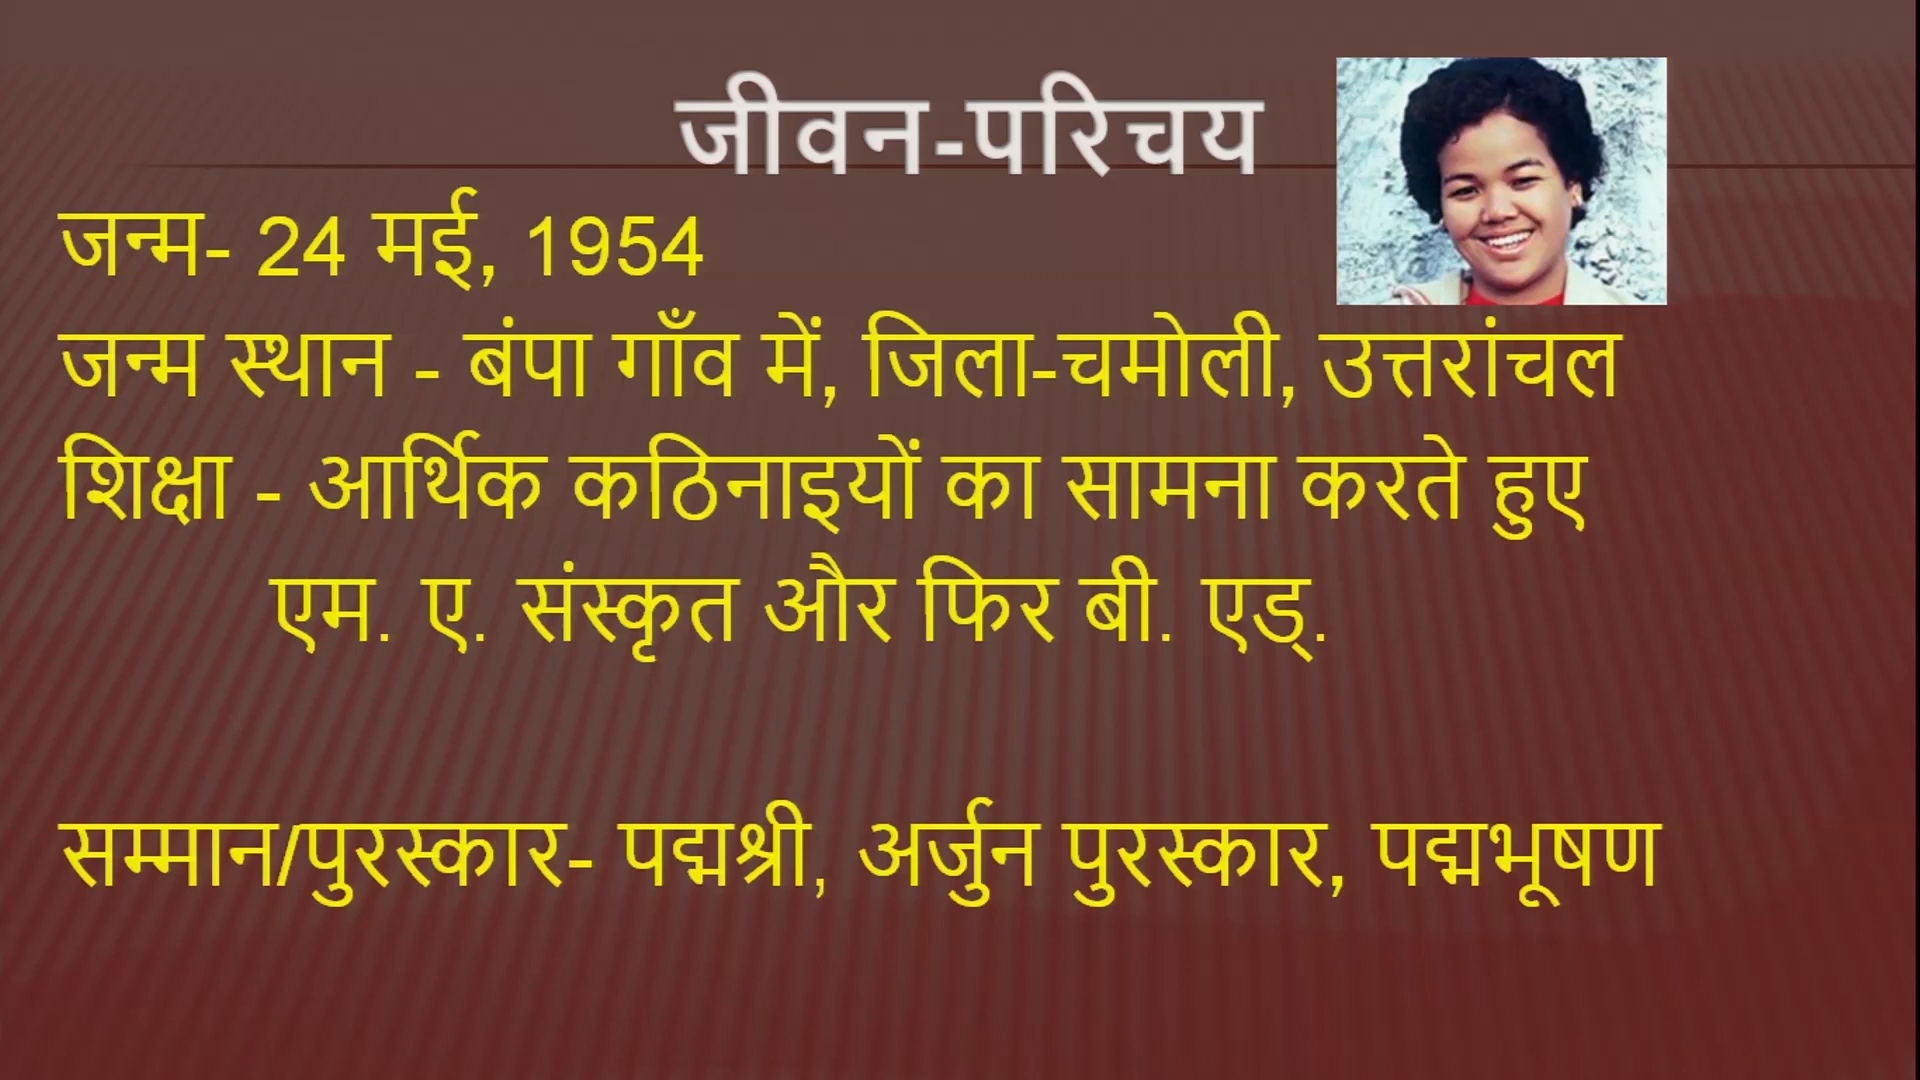 जीवन-परिचय
जन्म- 24 मई, 1954
जन्म स्थान - बंपा गाँव में, जिला-चमोली, उत्तरांचल
शिक्षा - आर्थिक कठिनाइयों का सामना करते हुए
एम. ए. संस्कृत और फिर बी. एड्.
सम्मान/पुरस्कार- पद्मश्री, अर्जुन पुरस्कार, पद्मभूषण